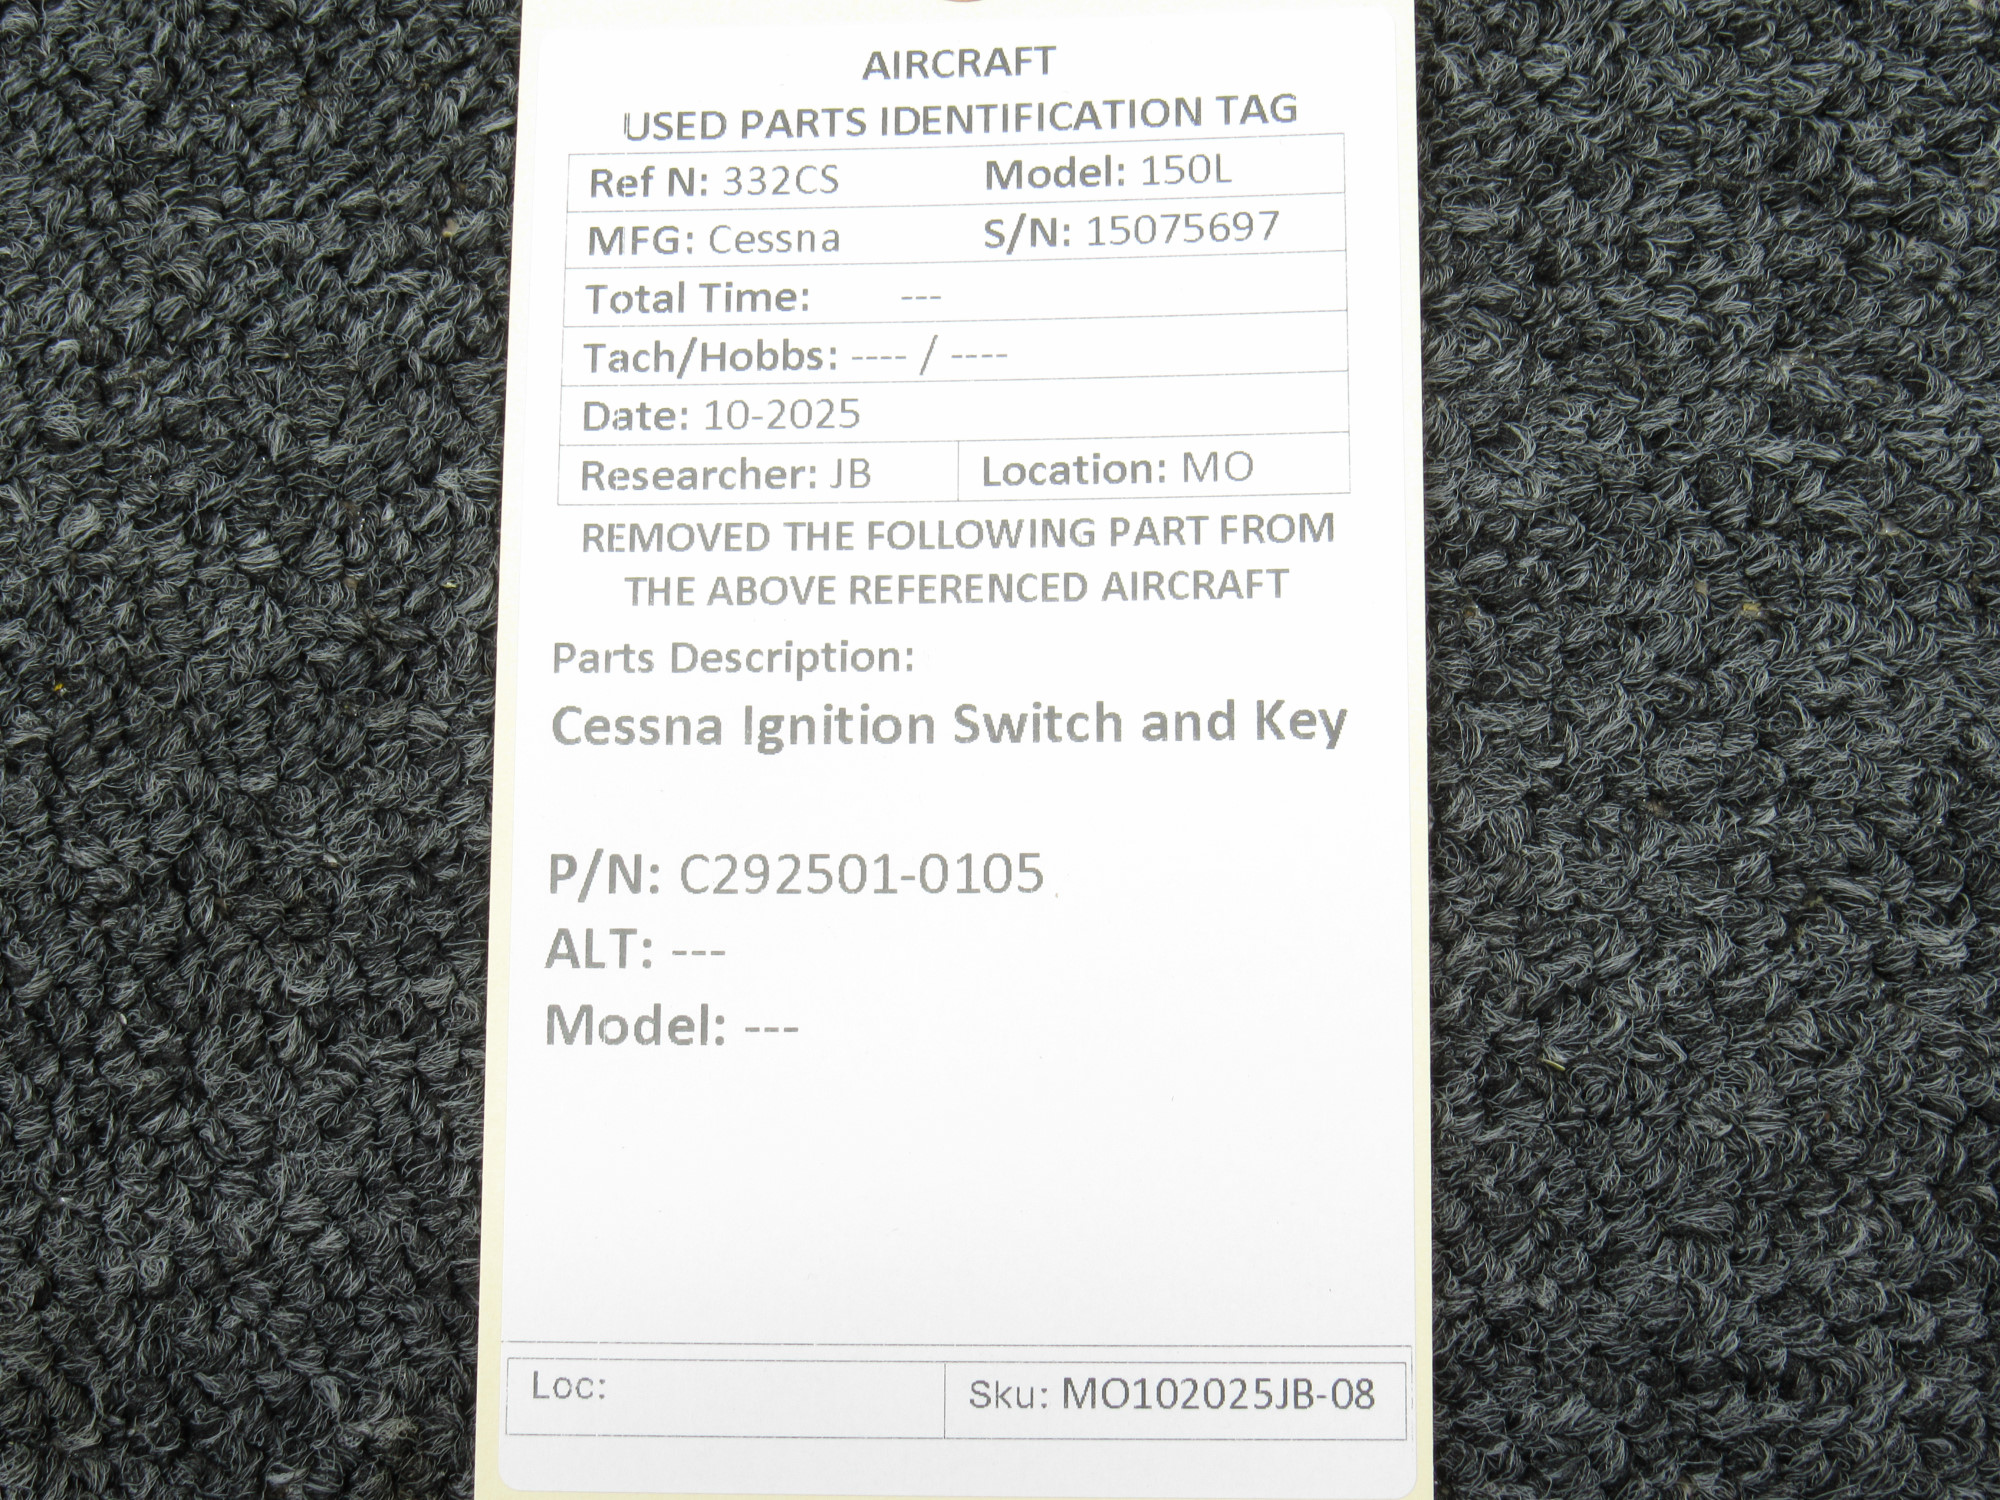 AIRCRAFT
USED PARTS IDENTIFICATION TAG
Ref N: 332CS Model: 150L
MFG: Cessna S/N: 15075697
Total Time: ---
Tach/Hobbs: ---- / ----
Date: 10-2025
Researcher: JB Location: MO
REMOVED THE FOLLOWING PART FROM
THE ABOVE REFERENCED AIRCRAFT
Parts Description:
Cessna Ignition Switch and Key
P/N: C292501-0105
ALT: ---
Model: ---
Loc: Sku: MO102025JB-08